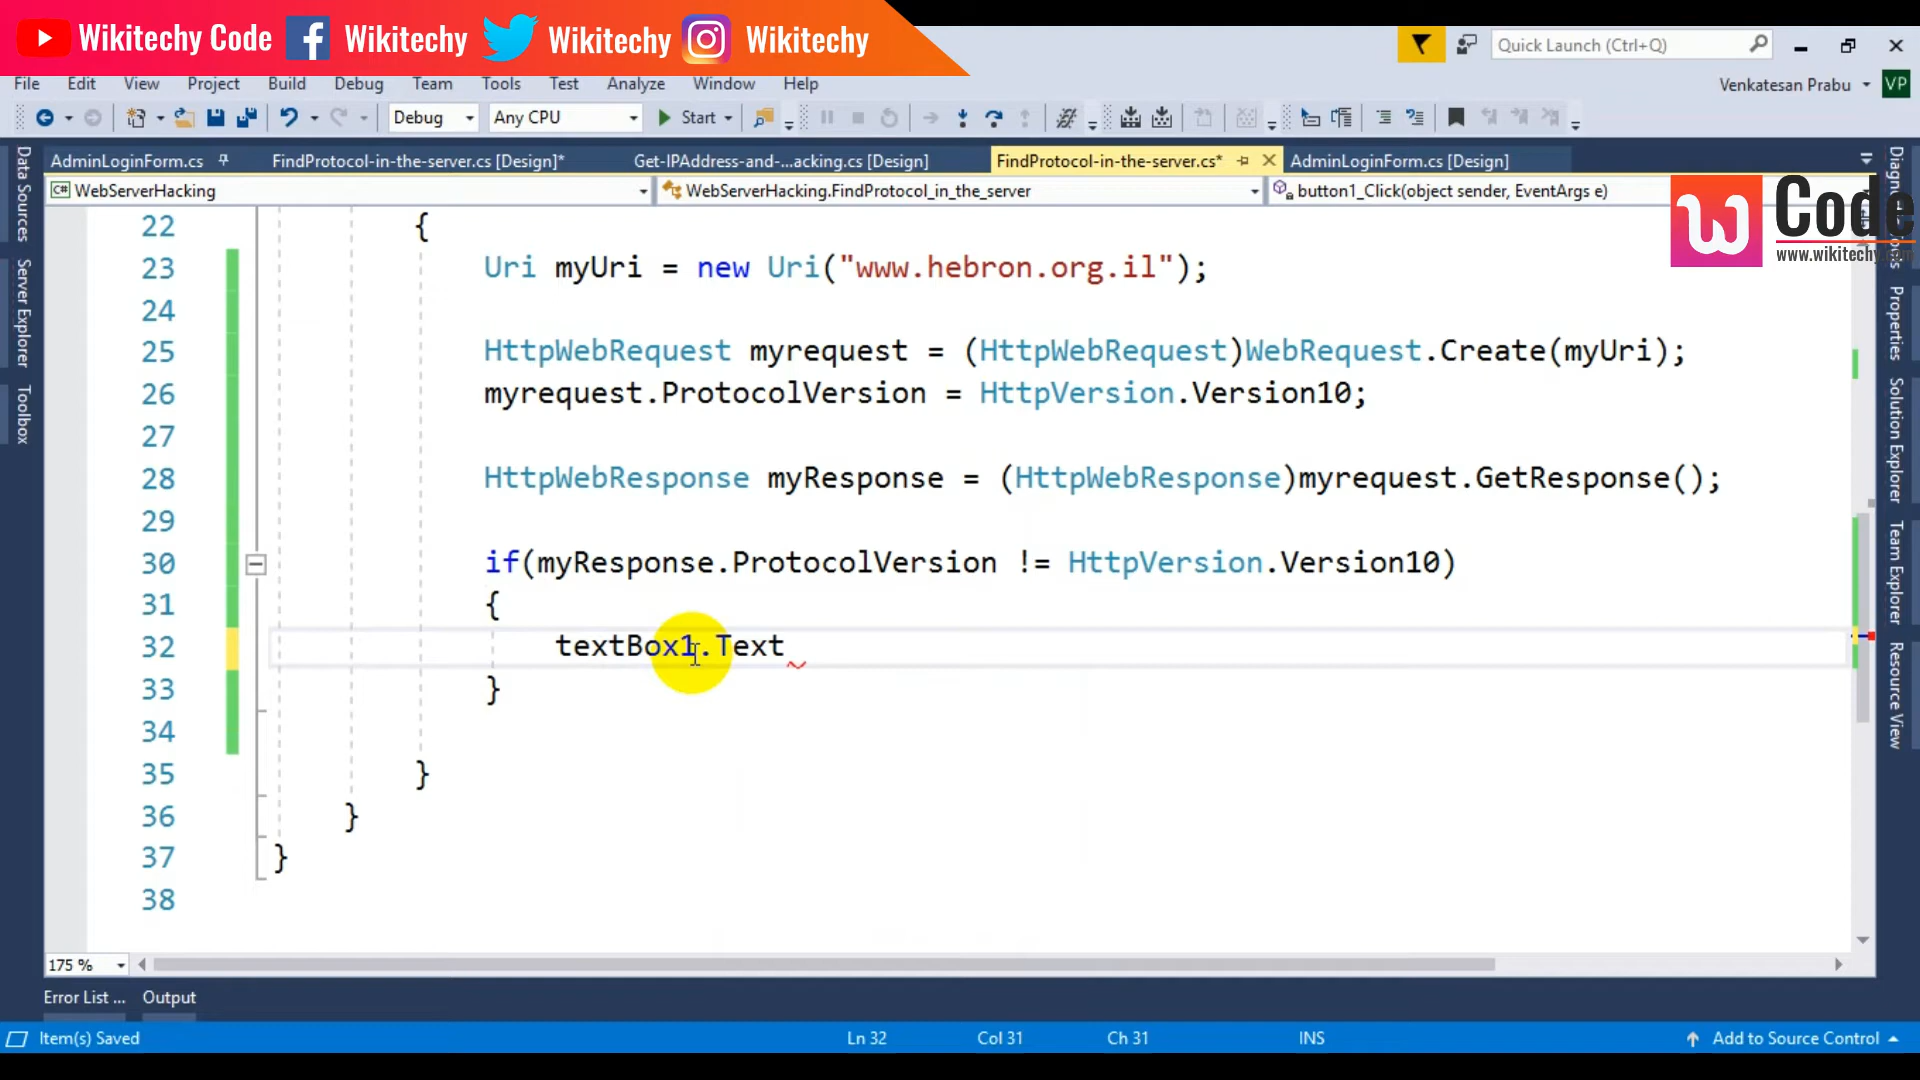 Wikitechy Code Wikitechy Wikitechy Wikitechy
Quick Launch (Ctrl+Q)
File Edit View Project Build Debug Team Tools Test Analyze Window Help
Venkatesan Prabu VP
Debug Any CPU Start
AdminLoginForm.cs FindProtocol-in-the-server.cs [Design]* Get-IPAddress-and-...acking.cs [Design] FindProtocol-in-the-server.cs* AdminLoginForm.cs [Design]
C# WebServerHacking WebServerHacking.FindProtocol_in_the_server button1_Click(object sender, EventArgs e)
W Code
www.wikitechy.com
Data Sources
Server Explorer
Toolbox
Properties
Solution Explorer
Team Explorer
Resource View
22 {
23 Uri myUri = new Uri("www.hebron.org.il");
24
25 HttpWebRequest myrequest = (HttpWebRequest)WebRequest.Create(myUri);
26 myrequest.ProtocolVersion = HttpVersion.Version10;
27
28 HttpWebResponse myResponse = (HttpWebResponse)myrequest.GetResponse();
29
30 if(myResponse.ProtocolVersion != HttpVersion.Version10)
31 {
32 textBox1.Text
33 }
34
35 }
36 }
37 }
38
175 %
Error List ... Output
Item(s) Saved Ln 32 Col 31 Ch 31 INS Add to Source Control